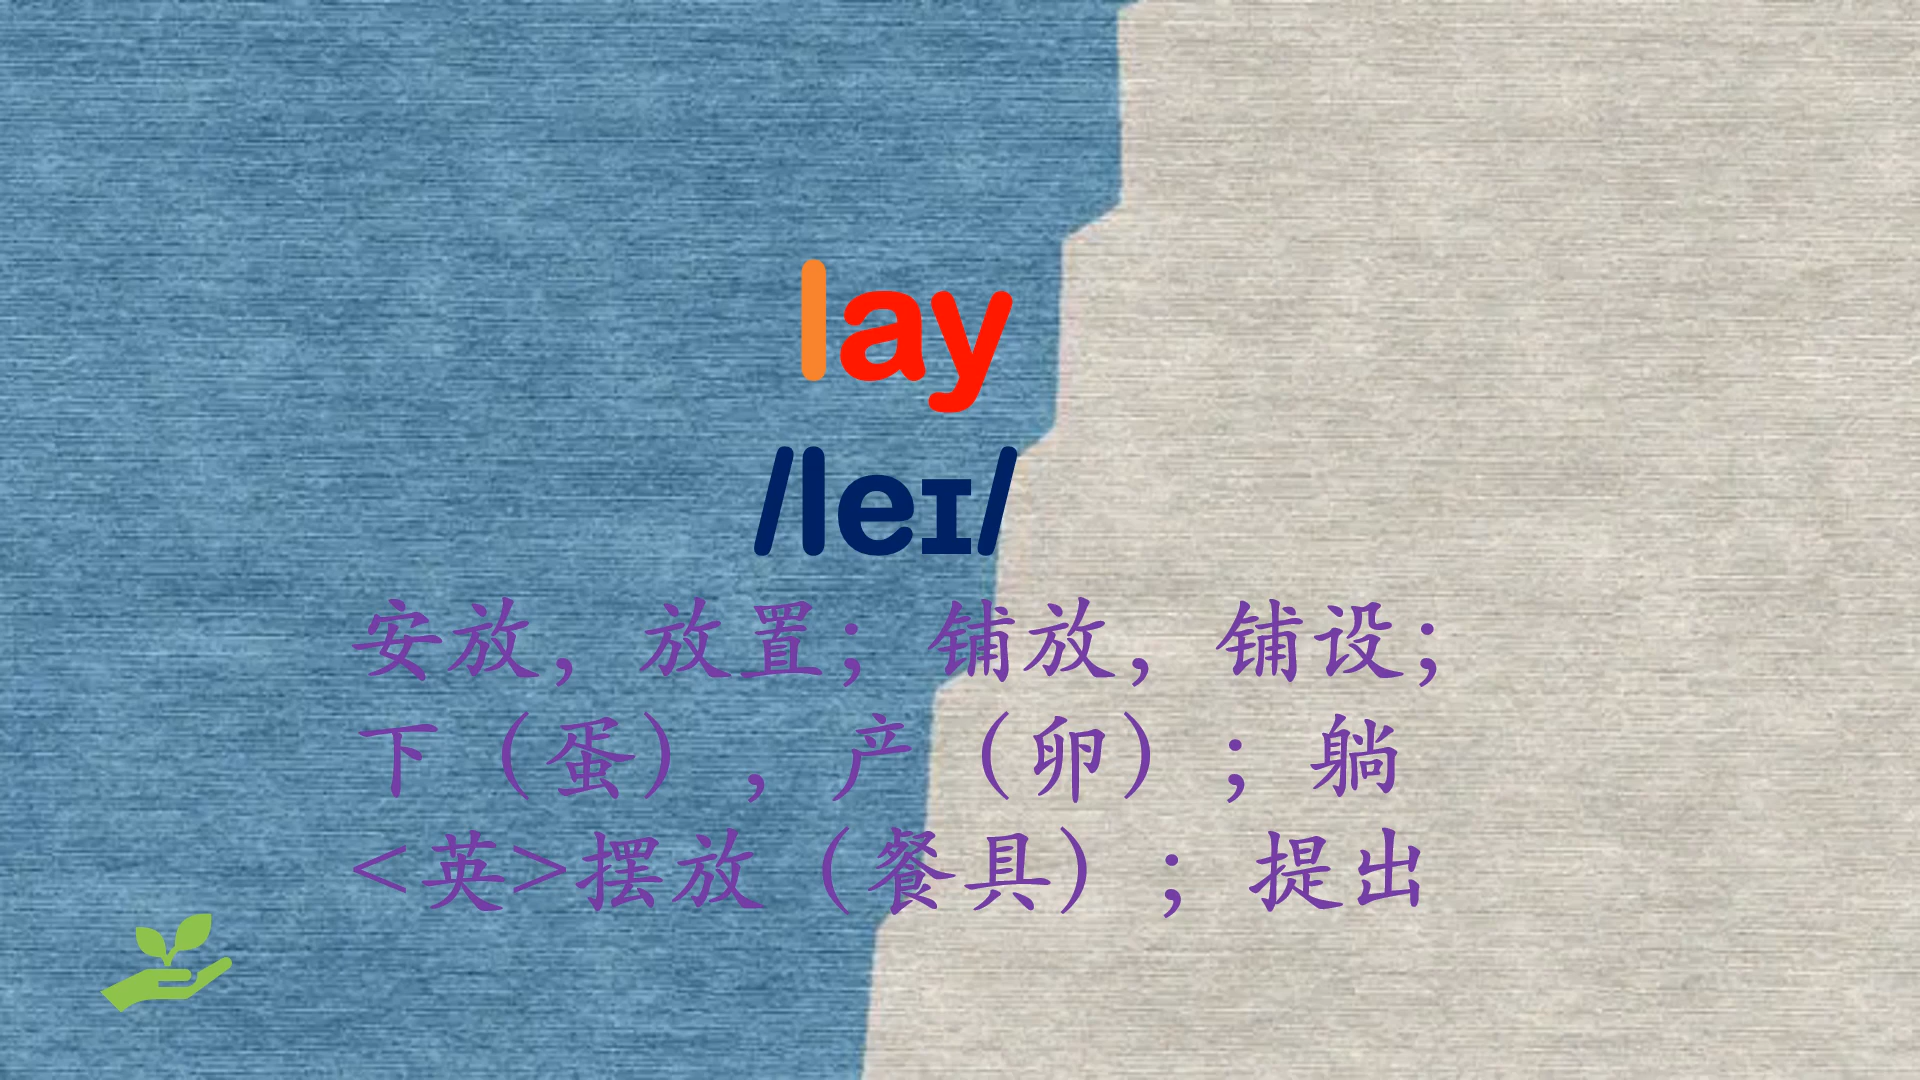 lay
/leɪ/
安放，放置；铺放，铺设；
下（蛋），产（卵）；躺
<英>摆放（餐具）；提出